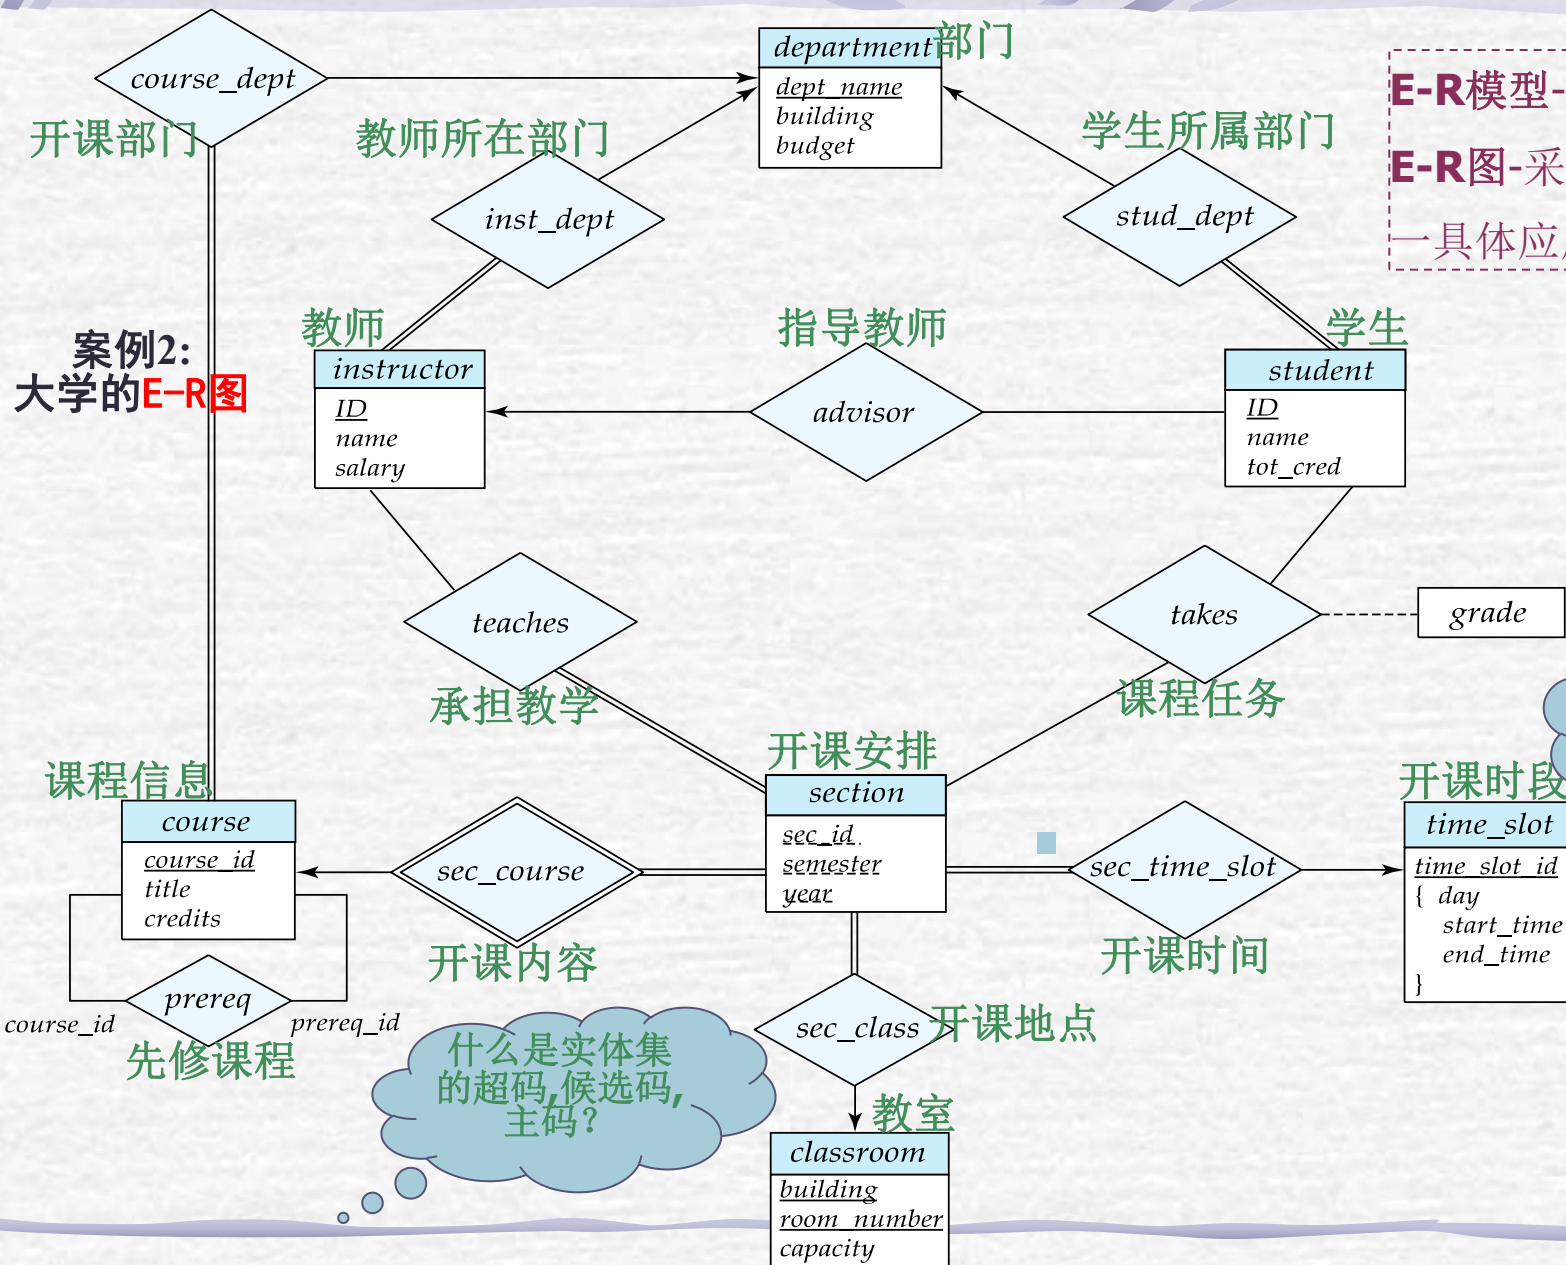 department部门
course_dept
dept_name
building
budget
开课部门
教师所在部门
学生所属部门
E-R模型-
E-R图-采
一具体应
inst_dept
stud_dept
案例2:
大学的E-R图
教师
指导教师
学生
instructor
ID
name
salary
advisor
student
ID
name
tot_cred
teaches
takes
grade
承担教学
课程任务
课程信息
开课安排
开课时段
course
course_id
title
credits
sec_course
section
sec_id
semester
year
sec_time_slot
time_slot
time_slot_id
{ day
start_time
end_time
}
开课内容
开课时间
prereq
course_id
prereq_id
先修课程
sec_class
开课地点
什么是实体集
的超码,候选码,
主码?
教室
classroom
building
room_number
capacity